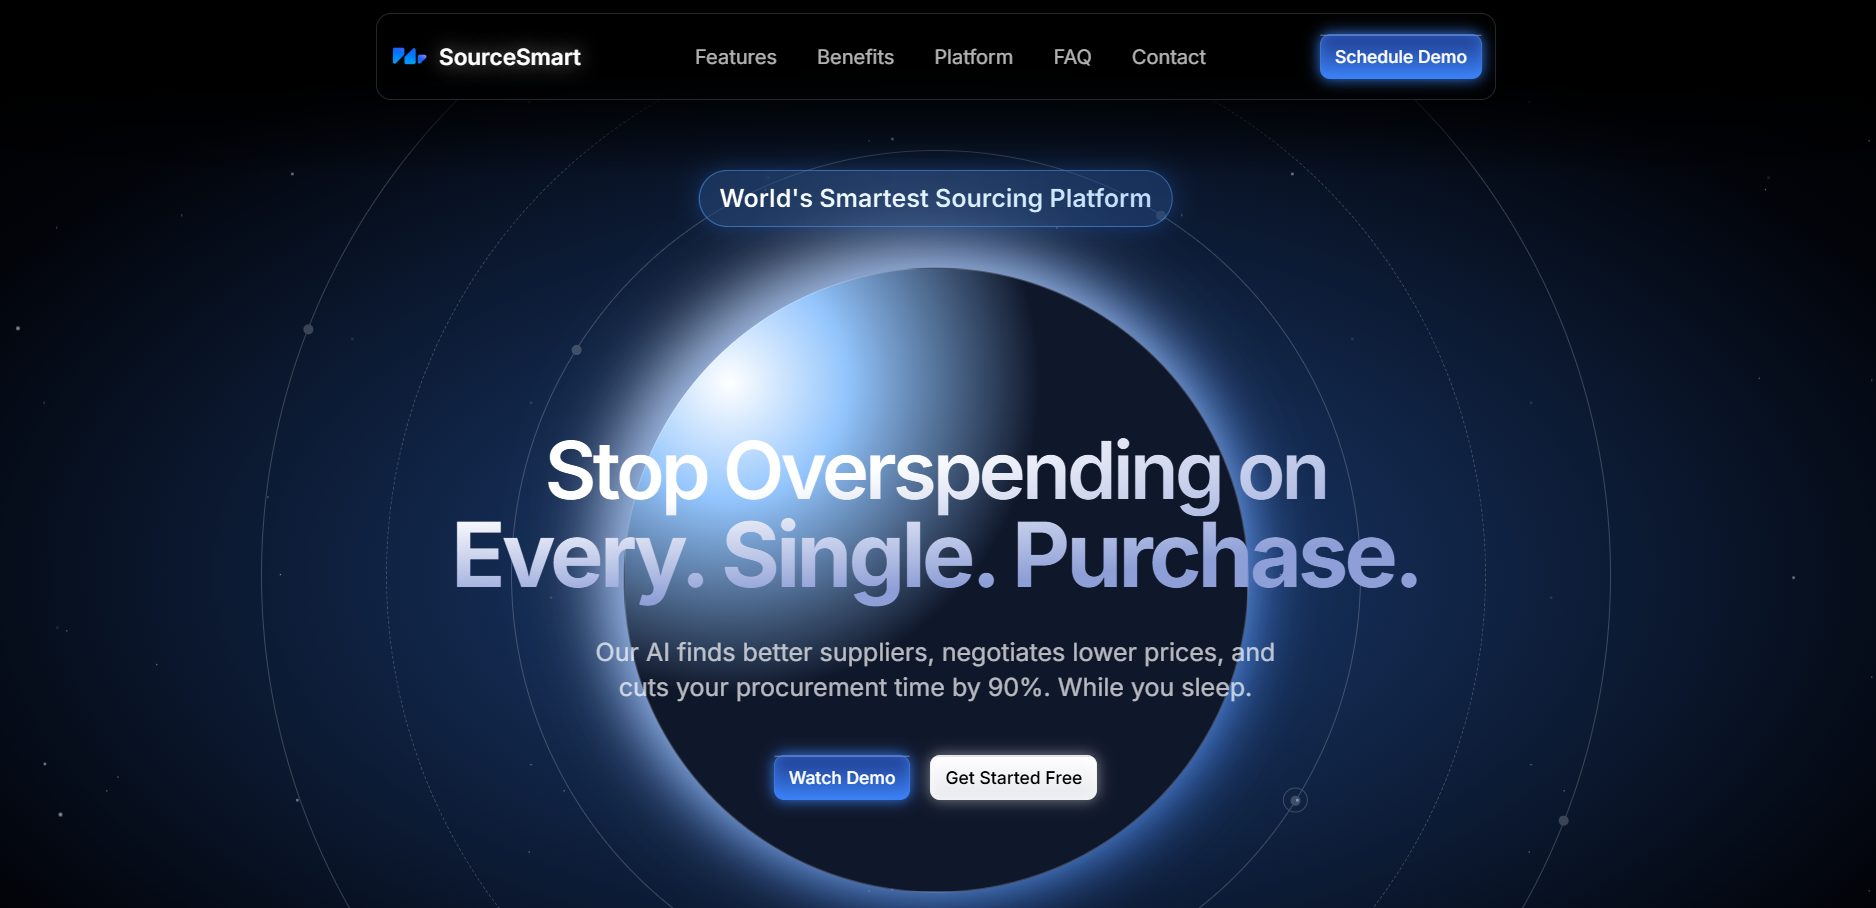 SourceSmart
Features
Benefits
Platform
FAQ
Contact
Schedule Demo
World's Smartest Sourcing Platform
Stop Overspending on
Every. Single. Purchase.
Our AI finds better suppliers, negotiates lower prices, and
cuts your procurement time by 90%. While you sleep.
Watch Demo
Get Started Free